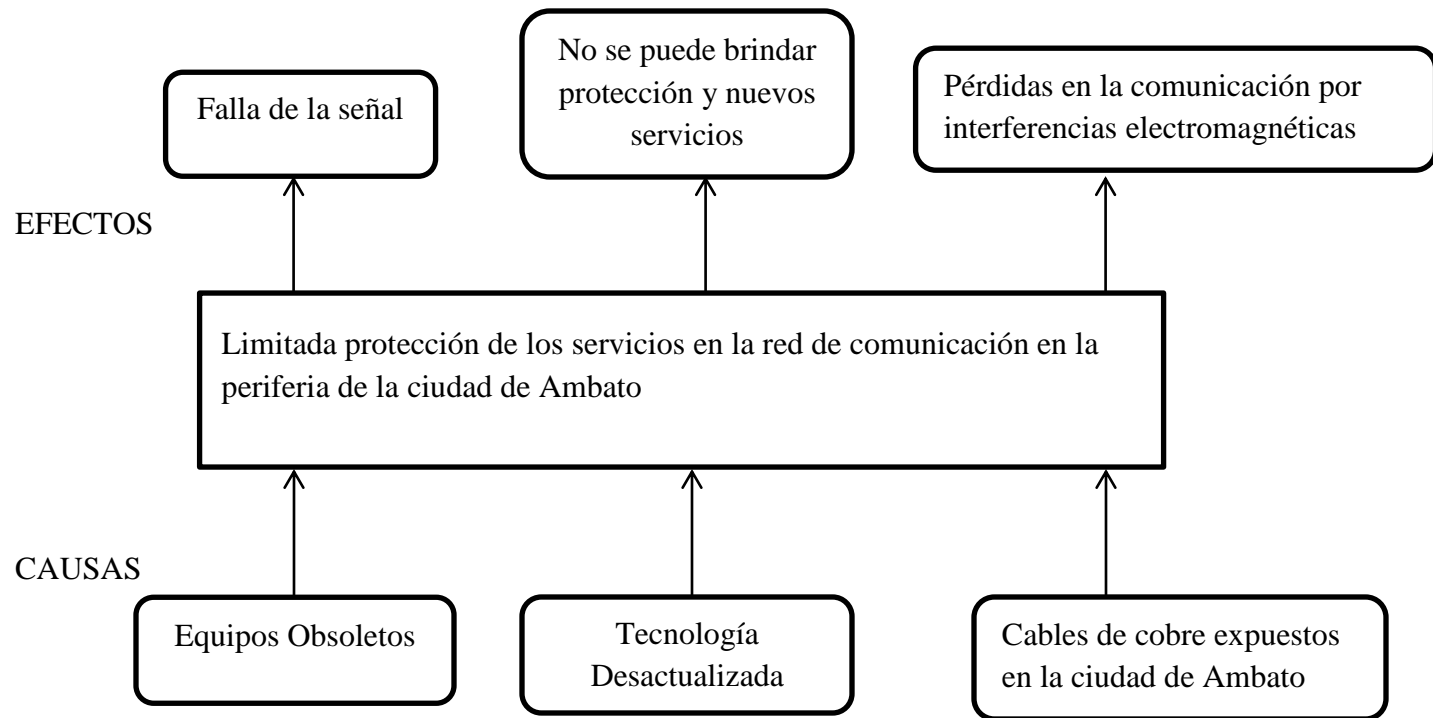 Falla de la señal
No se puede brindar
protección y nuevos
servicios
Pérdidas en la comunicación por
interferencias electromagnéticas
EFECTOS
Limitada protección de los servicios en la red de comunicación en la
periferia de la ciudad de Ambato
CAUSAS
Equipos Obsoletos
Tecnología
Desactualizada
Cables de cobre expuestos
en la ciudad de Ambato